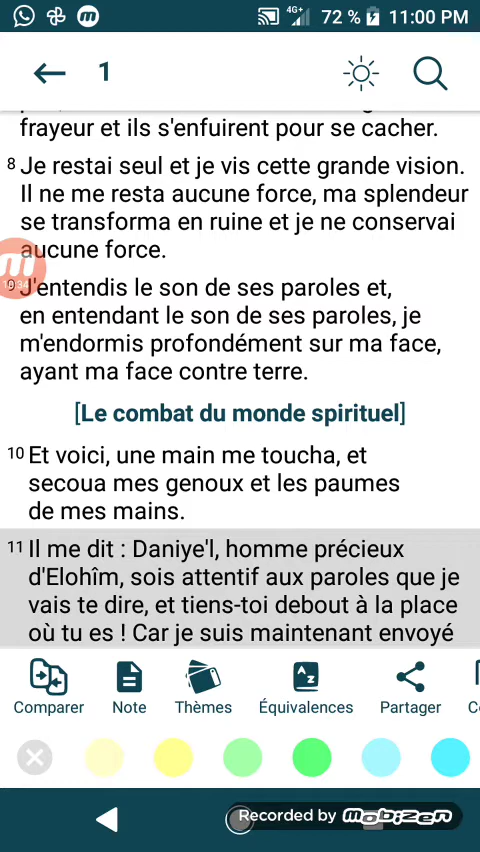 4G+ 72 % 11:00 PM
1
frayeur et ils s'enfuirent pour se cacher.
8 Je restai seul et je vis cette grande vision.
Il ne me resta aucune force, ma splendeur
se transforma en ruine et je ne conservai
aucune force.
9 J'entendis le son de ses paroles et,
en entendant le son de ses paroles, je
m'endormis profondément sur ma face,
ayant ma face contre terre.
[Le combat du monde spirituel]
10 Et voici, une main me toucha, et
secoua mes genoux et les paumes
de mes mains.
11 Il me dit : Daniye'l, homme précieux
d'Elohîm, sois attentif aux paroles que je
vais te dire, et tiens-toi debout à la place
où tu es ! Car je suis maintenant envoyé
Comparer Note Thèmes Équivalences Partager
Recorded by MOBIZEN